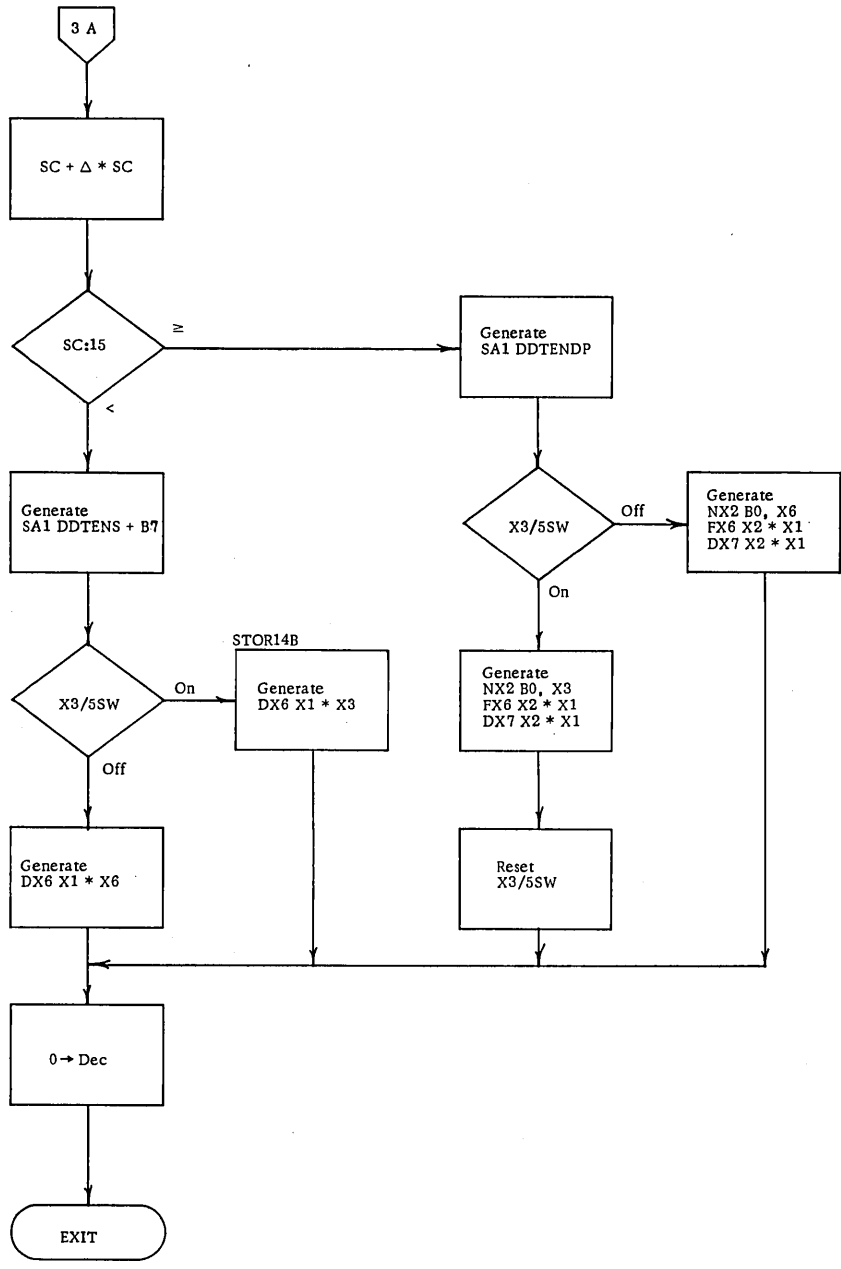 3 A
SC + Δ * SC
SC:15
≥
<
Generate
SA1 DDTENDP
Generate
SA1 DDTENS + B7
X3/5SW
Off
On
Generate
NX2 B0, X6
FX6 X2 * X1
DX7 X2 * X1
X3/5SW
On
Off
STOR14B
Generate
DX6 X1 * X3
Generate
NX2 B0, X3
FX6 X2 * X1
DX7 X2 * X1
Generate
DX6 X1 * X6
Reset
X3/5SW
0→ Dec
EXIT